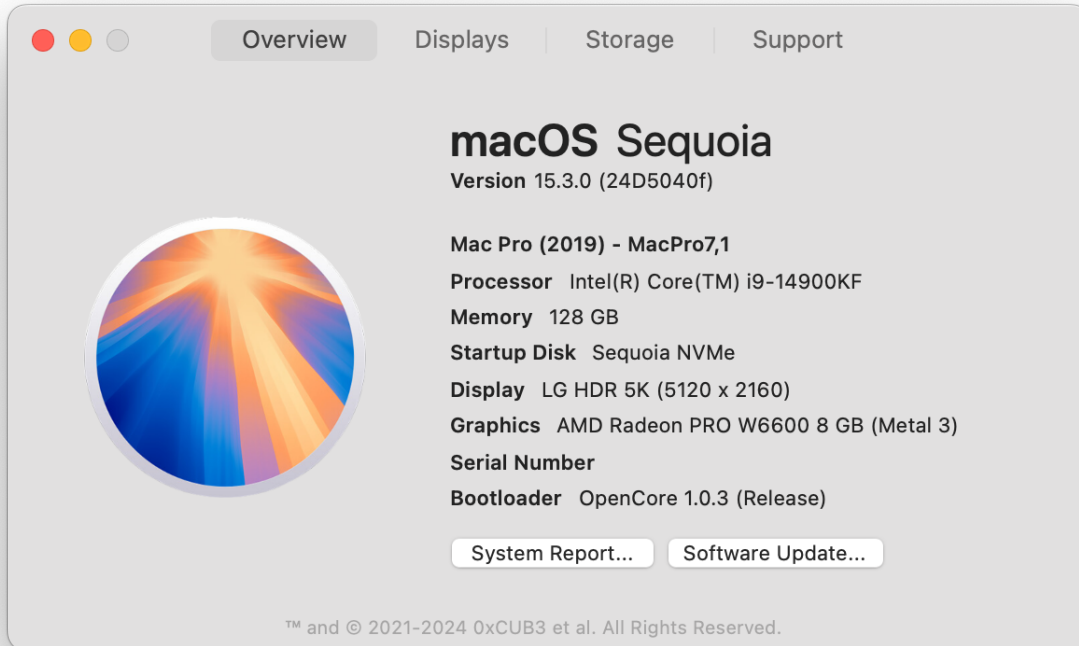 Overview Displays Storage Support
macOS Sequoia
Version 15.3.0 (24D5040f)
Mac Pro (2019) - MacPro7,1
Processor Intel(R) Core(TM) i9-14900KF
Memory 128 GB
Startup Disk Sequoia NVMe
Display LG HDR 5K (5120 x 2160)
Graphics AMD Radeon PRO W6600 8 GB (Metal 3)
Serial Number
Bootloader OpenCore 1.0.3 (Release)
System Report... Software Update...
™ and © 2021-2024 0xCUB3 et al. All Rights Reserved.